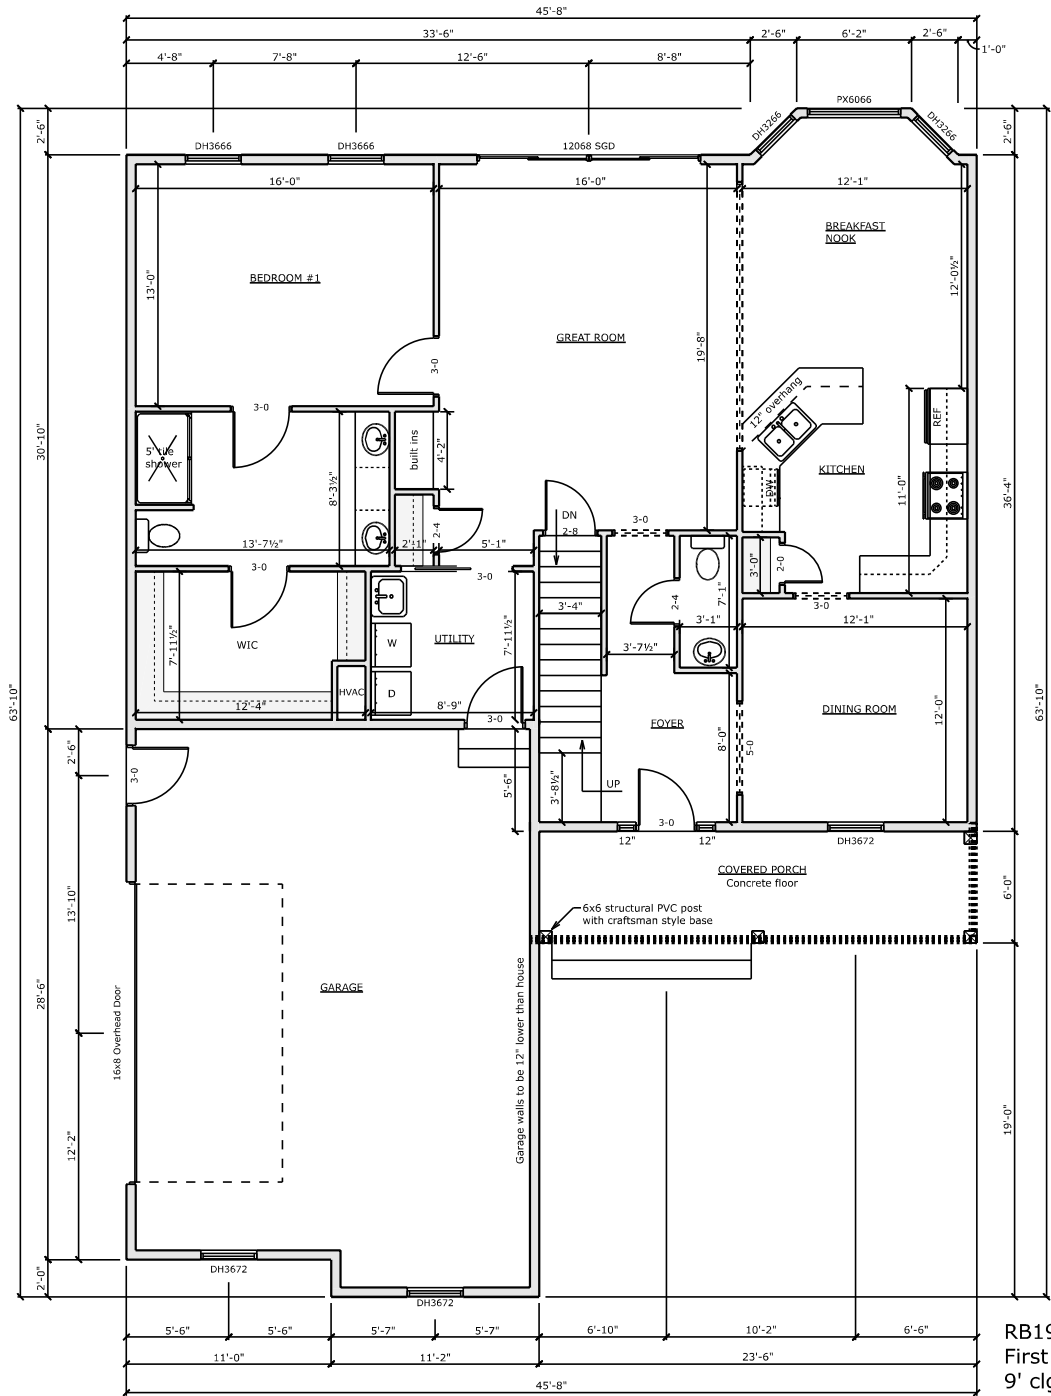 45'-8"
33'-6"
2'-6"
6'-2"
2'-6"
1'-0"
4'-8"
7'-8"
12'-6"
8'-8"
PX6066
DH3266
DH3266
2'-6"
2'-6"
DH3666
DH3666
12068 SGD
16'-0"
16'-0"
12'-1"
BREAKFAST
NOOK
BEDROOM #1
13'-0"
12'-0½"
GREAT ROOM
19'-8"
3-0
12" overhang
3-0
REF
5' tile
shower
built ins
4'-2"
8'-3½"
KITCHEN
DW
11'-0"
30'-10"
36'-4"
DN
2-8
3-0
2-4
13'-7½"
2'-1"
5'-1"
3-0
3-0
3'-0"
2-0
7'-1"
2-4
3'-4"
3-0
3'-1"
12'-1"
7'-11½"
WIC
W
UTILITY
7'-11½"
3'-7½"
HVAC
D
12'-4"
8'-9"
3-0
FOYER
DINING ROOM
12'-0"
63'-10"
63'-10"
8'-0"
5-0
2'-6"
3-0
5'-6"
3'-8½"
UP
12"
3-0
12"
DH3672
COVERED PORCH
Concrete floor
6'-0"
6x6 structural PVC post
with craftsman style base
13'-10"
28'-6"
GARAGE
16x8 Overhead Door
Garage walls to be 12" lower than house
12'-2"
19'-0"
DH3672
2'-0"
DH3672
5'-6"
5'-6"
5'-7"
5'-7"
6'-10"
10'-2"
6'-6"
11'-0"
11'-2"
23'-6"
45'-8"
RB19
First
9' clg